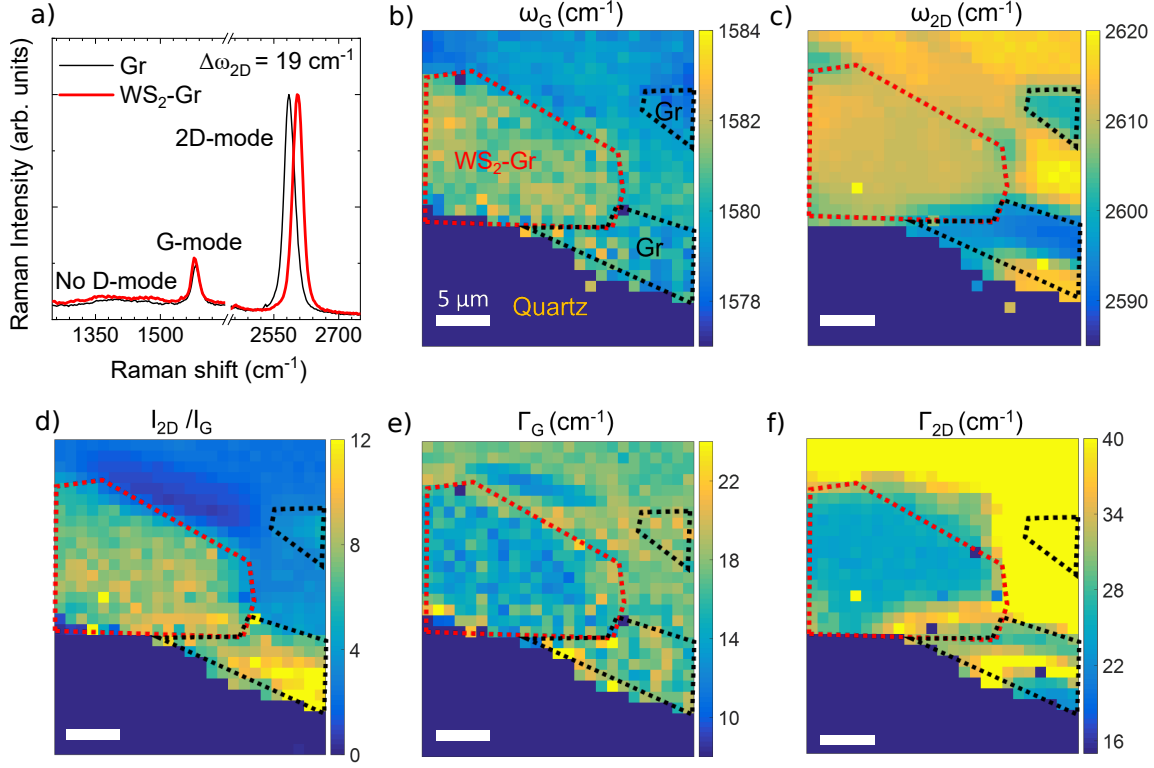 a)
Raman Intensity (arb. units)
Gr
WS₂-Gr
Δω2D = 19 cm⁻¹
2D-mode
G-mode
No D-mode
1350 1500 2550 2700
Raman shift (cm⁻¹)
b) ωG (cm⁻¹)
Gr
WS₂-Gr
Gr
5 μm
Quartz
1584
1582
1580
1578
c) ω2D (cm⁻¹)
2620
2610
2600
2590
d) I2D /IG
12
8
4
0
e) ΓG (cm⁻¹)
22
18
14
10
f) Γ2D (cm⁻¹)
40
34
28
22
16